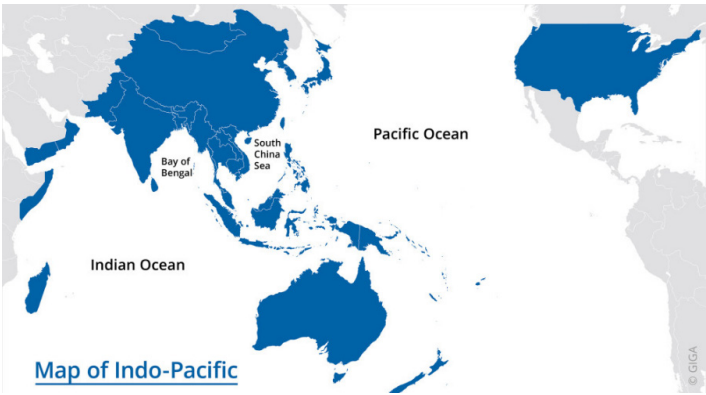 Pacific Ocean
South
China
Sea
Bay of
Bengal
Indian Ocean
Map of Indo-Pacific
© GIGA